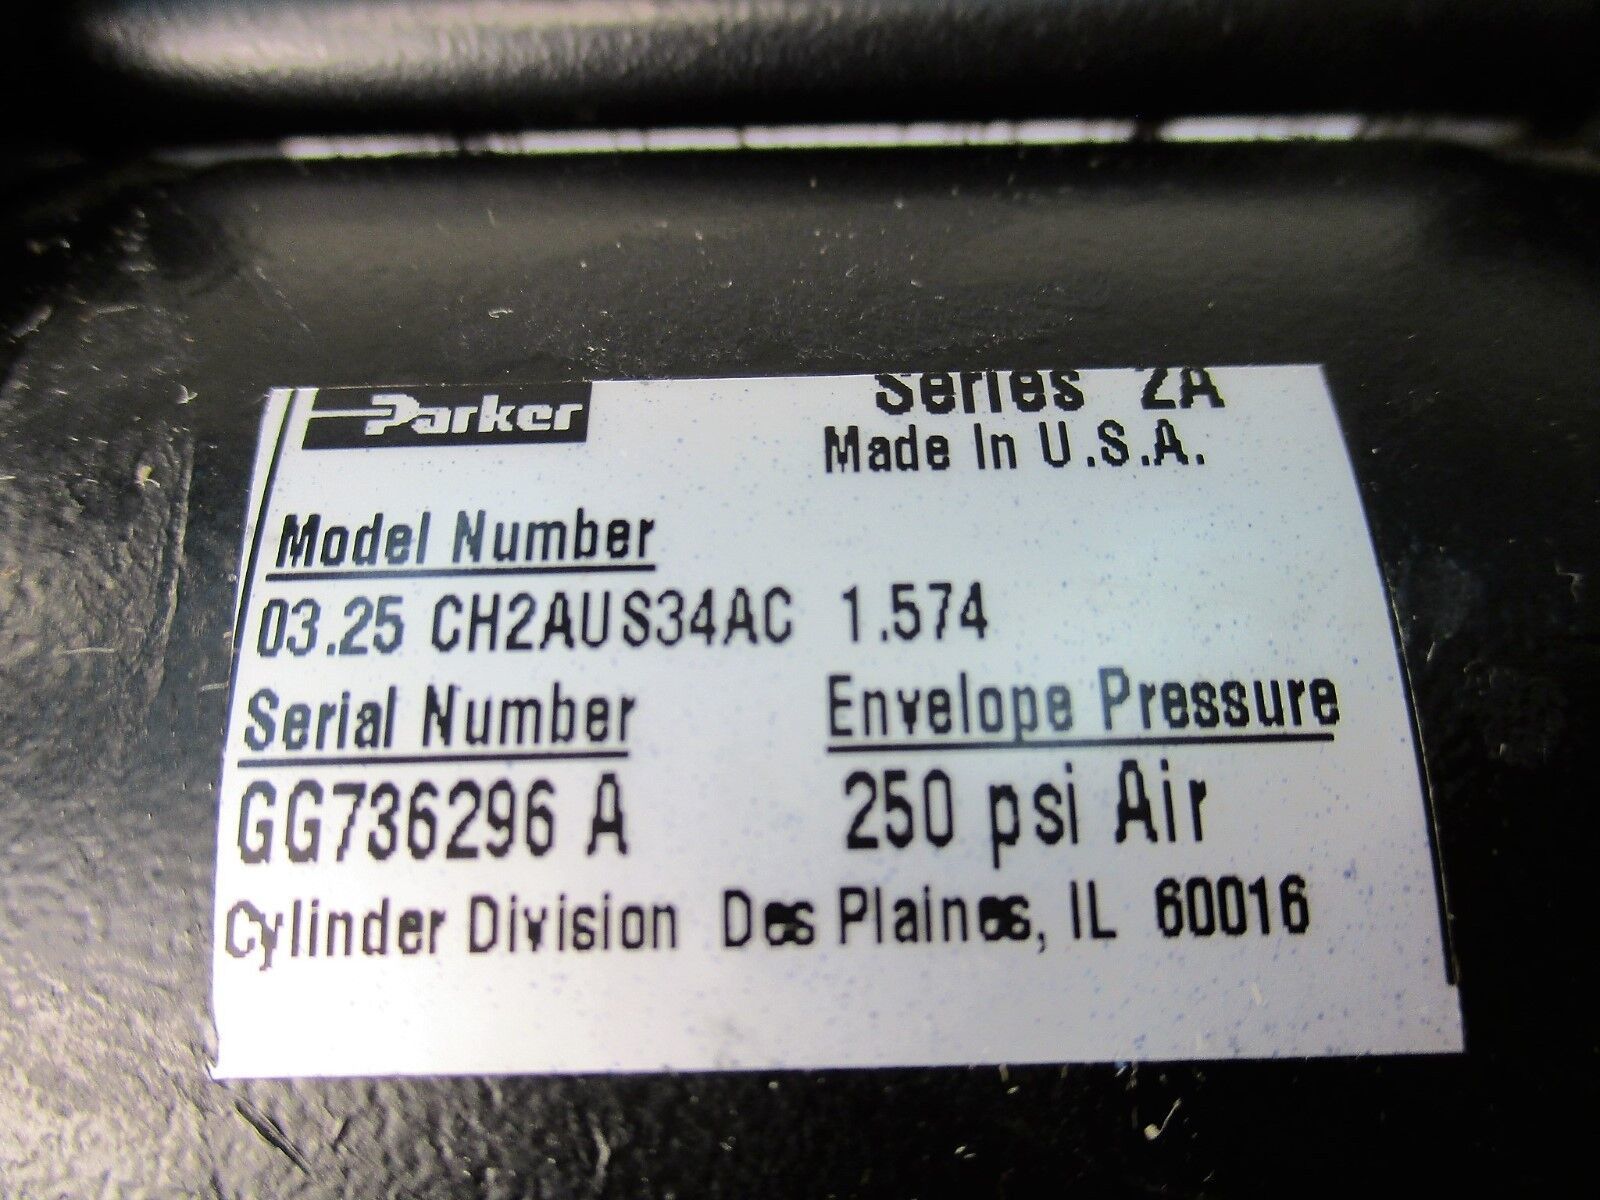 Parker
Series 2A
Made In U.S.A.
Model Number
03.25 CH2AUS34AC 1.574
Serial Number Envelope Pressure
GG736296 A 250 psi Air
Cylinder Division Des Plaines, IL 60016